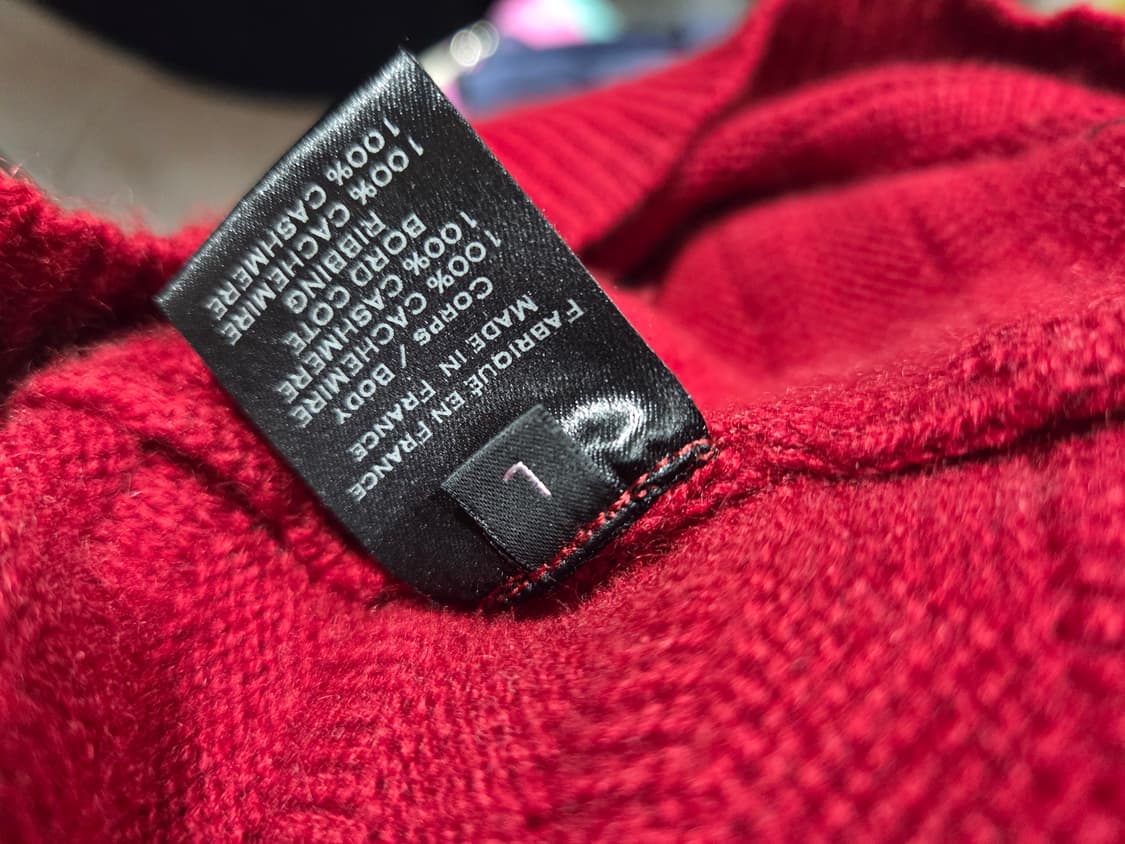 L
FABRIQUÉ EN FRANCE
MADE IN FRANCE
CORPS / BODY
100% CACHEMIRE
100% CASHMERE
BORD COTE
RIBBING
100% CACHEMIRE
100% CASHMERE